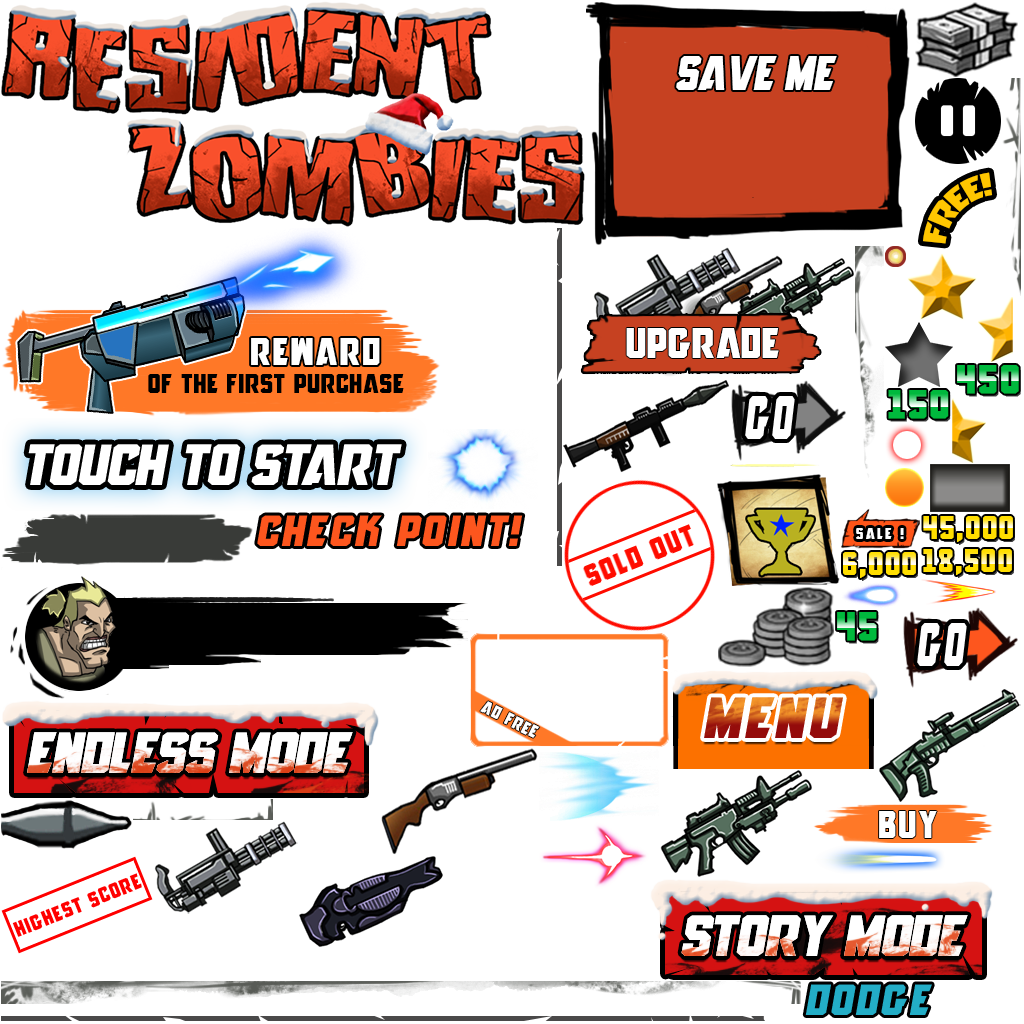 RESIDENT
ZOMBIES
SAVE ME
FREE!
REWARD
OF THE FIRST PURCHASE
UPGRADE
450
150
GO
TOUCH TO START
CHECK POINT!
SOLD OUT
SALE !
45,000
6,000
18,500
45
GO
AD FREE
MENU
ENDLESS MODE
BUY
HIGHEST SCORE
STORY MODE
DODGE